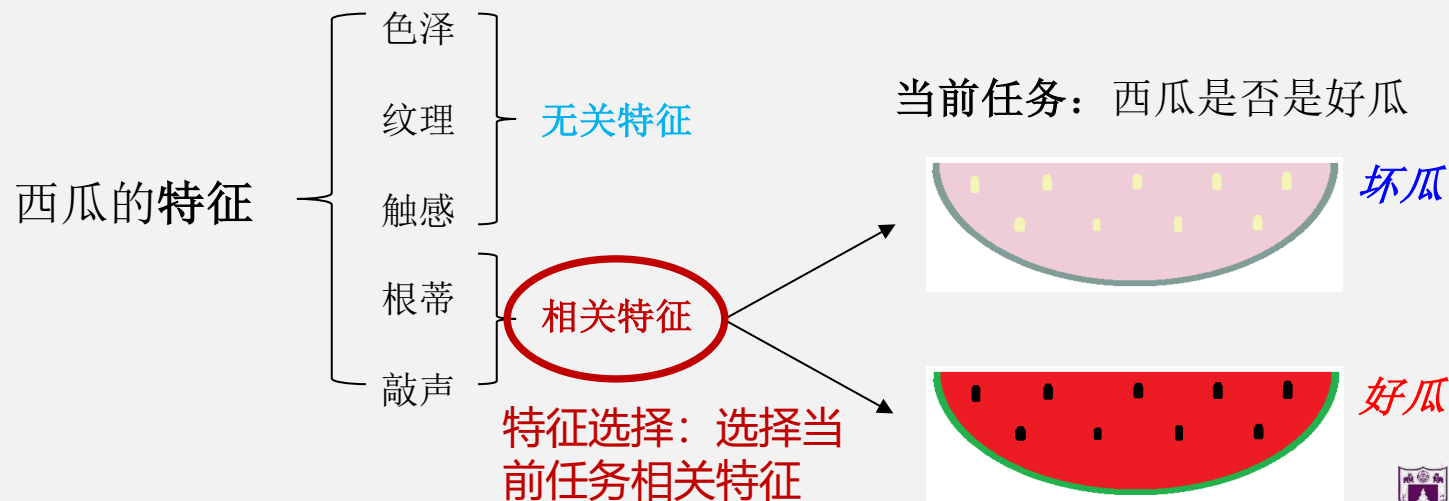 色泽
纹理
触感
根蒂
敲声
西瓜的特征
无关特征
相关特征
特征选择：选择当
前任务相关特征
当前任务：西瓜是否是好瓜
坏瓜
好瓜